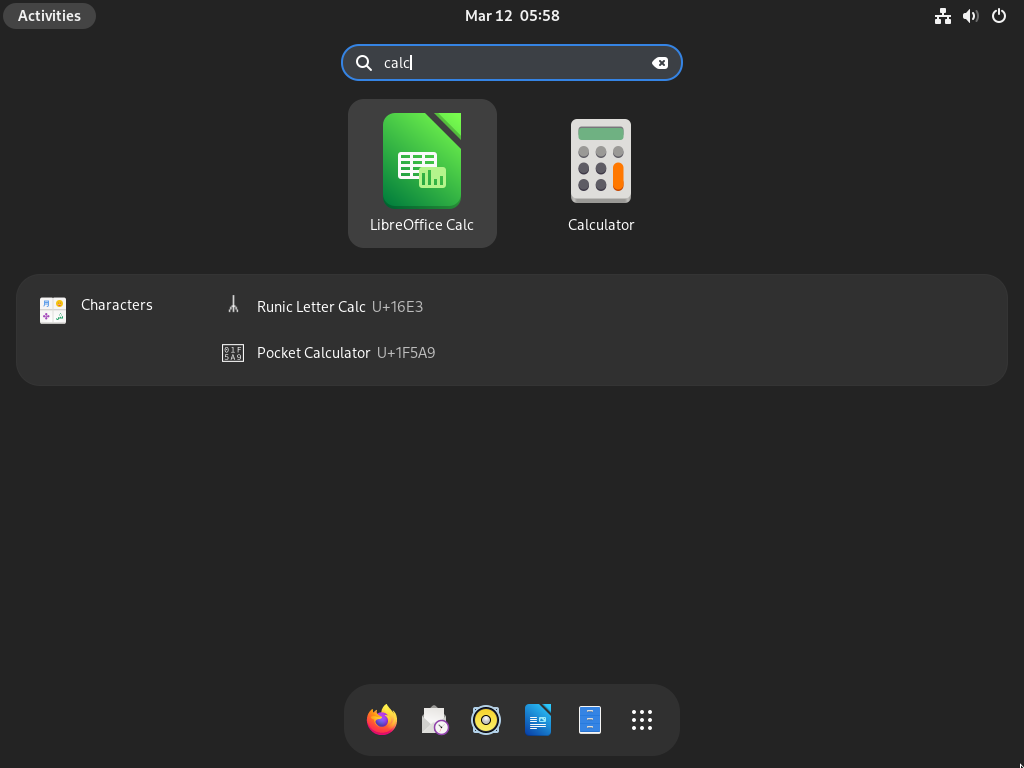 Activities
Mar 12 05:58
calc
LibreOffice Calc
Calculator
Characters
Runic Letter Calc U+16E3
Pocket Calculator U+1F5A9
01F
5A9